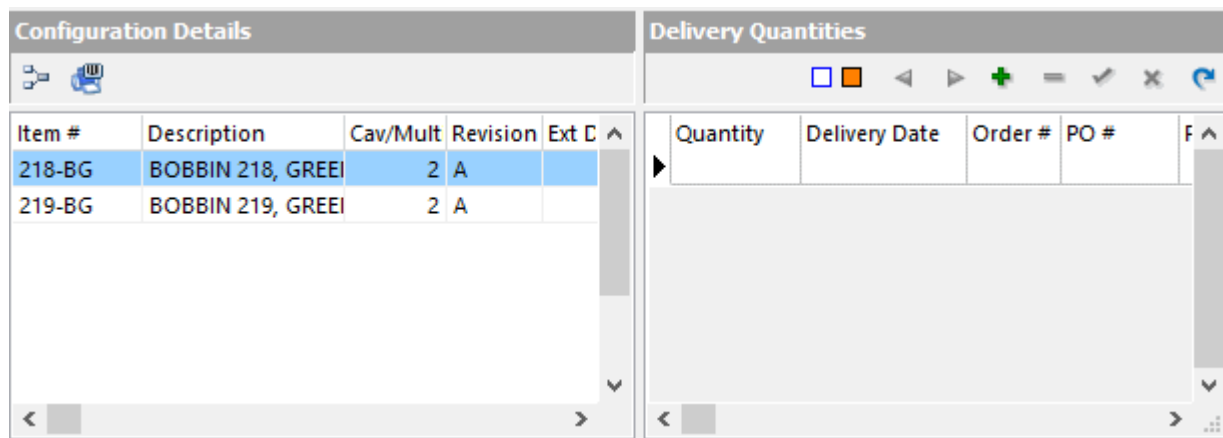 Configuration Details
Delivery Quantities
Item # Description Cav/Mult Revision Ext D
218-BG BOBBIN 218, GREE 2 A
219-BG BOBBIN 219, GREE 2 A
Quantity Delivery Date Order # PO #